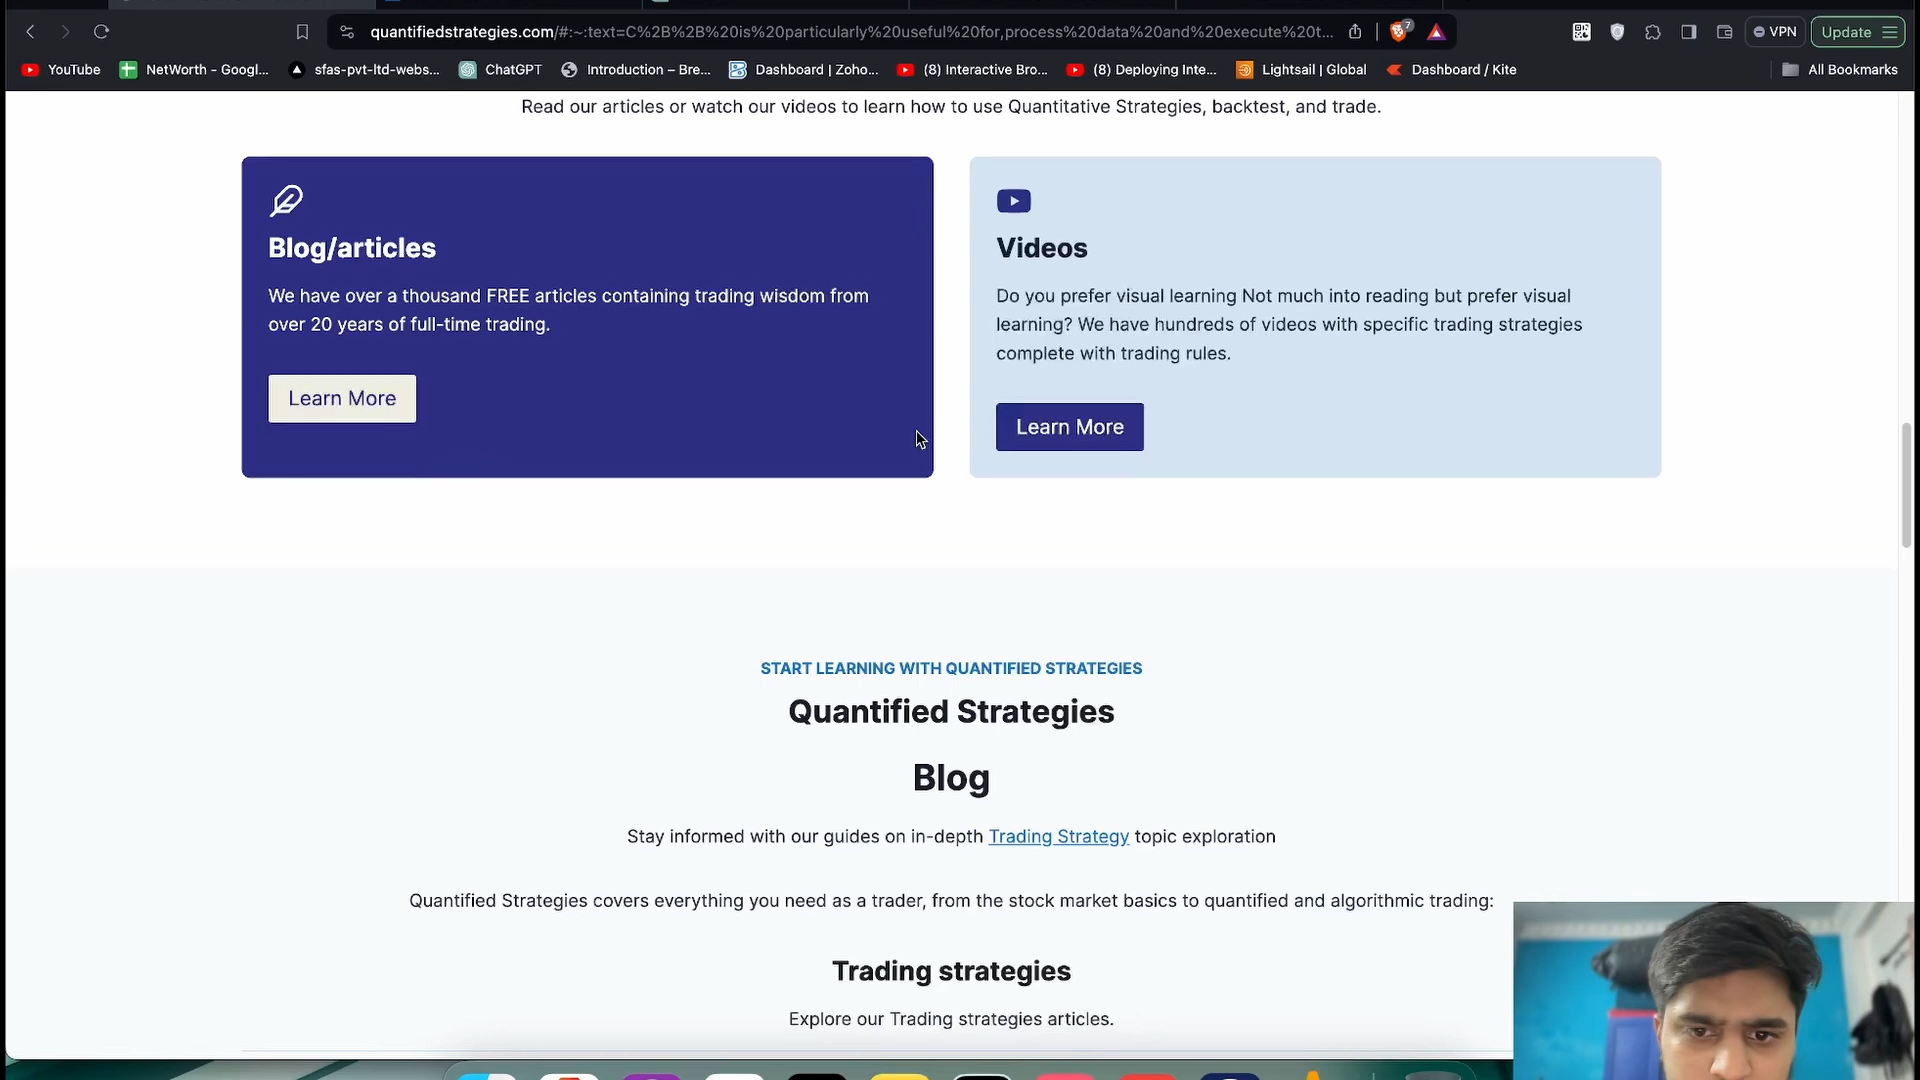 quantifiedstrategies.com/#:~:text=C%2B%2B%20is%20particularly%20useful%20for,process%20data%20and%20execute%20t...
7
VPN
Update
YouTube
NetWorth - Googl...
sfas-pvt-ltd-webs...
ChatGPT
Introduction – Bre...
Dashboard | Zoho...
(8) Interactive Bro...
(8) Deploying Inte...
Lightsail | Global
Dashboard / Kite
All Bookmarks
Read our articles or watch our videos to learn how to use Quantitative Strategies, backtest, and trade.
Blog/articles
We have over a thousand FREE articles containing trading wisdom from
over 20 years of full-time trading.
Learn More
Videos
Do you prefer visual learning Not much into reading but prefer visual
learning? We have hundreds of videos with specific trading strategies
complete with trading rules.
Learn More
START LEARNING WITH QUANTIFIED STRATEGIES
Quantified Strategies
Blog
Stay informed with our guides on in-depth Trading Strategy topic exploration
Quantified Strategies covers everything you need as a trader, from the stock market basics to quantified and algorithmic trading:
Trading strategies
Explore our Trading strategies articles.